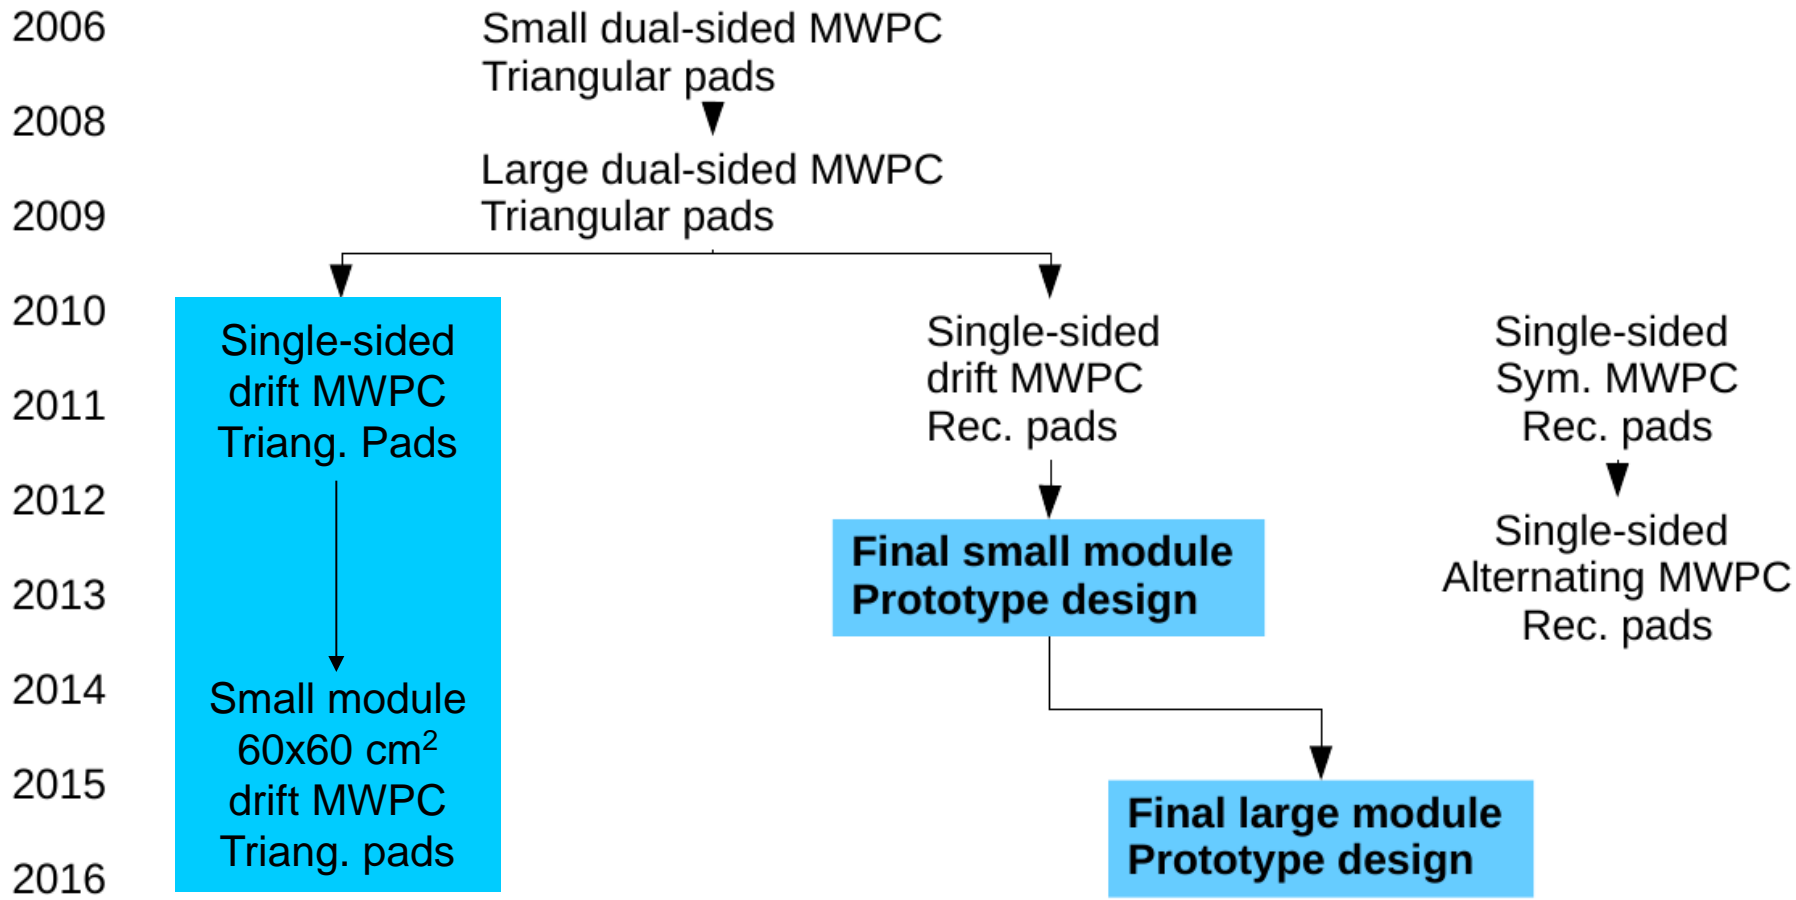 2006
2008
2009
2010
2011
2012
2013
2014
2015
2016
Small dual-sided MWPC
Triangular pads
Large dual-sided MWPC
Triangular pads
Single-sided
drift MWPC
Triang. Pads
Small module
60x60 cm²
drift MWPC
Triang. pads
Single-sided
drift MWPC
Rec. pads
Final small module
Prototype design
Final large module
Prototype design
Single-sided
Sym. MWPC
Rec. pads
Single-sided
Alternating MWPC
Rec. pads